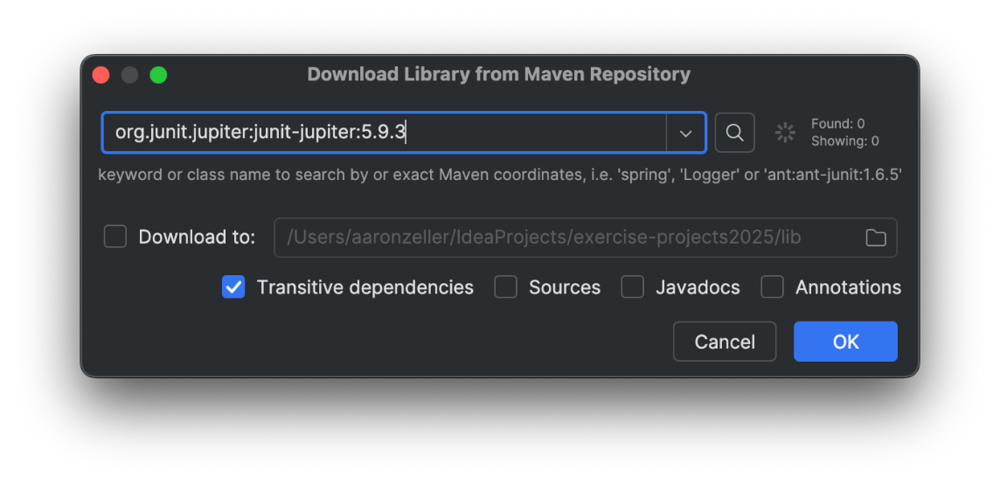 Download Library from Maven Repository
org.junit.jupiter:junit-jupiter:5.9.3
Found: 0
Showing: 0
keyword or class name to search by or exact Maven coordinates, i.e. 'spring', 'Logger' or 'ant:ant-junit:1.6.5'
Download to: /Users/aaronzeller/IdeaProjects/exercise-projects2025/lib
Transitive dependencies Sources Javadocs Annotations
Cancel OK